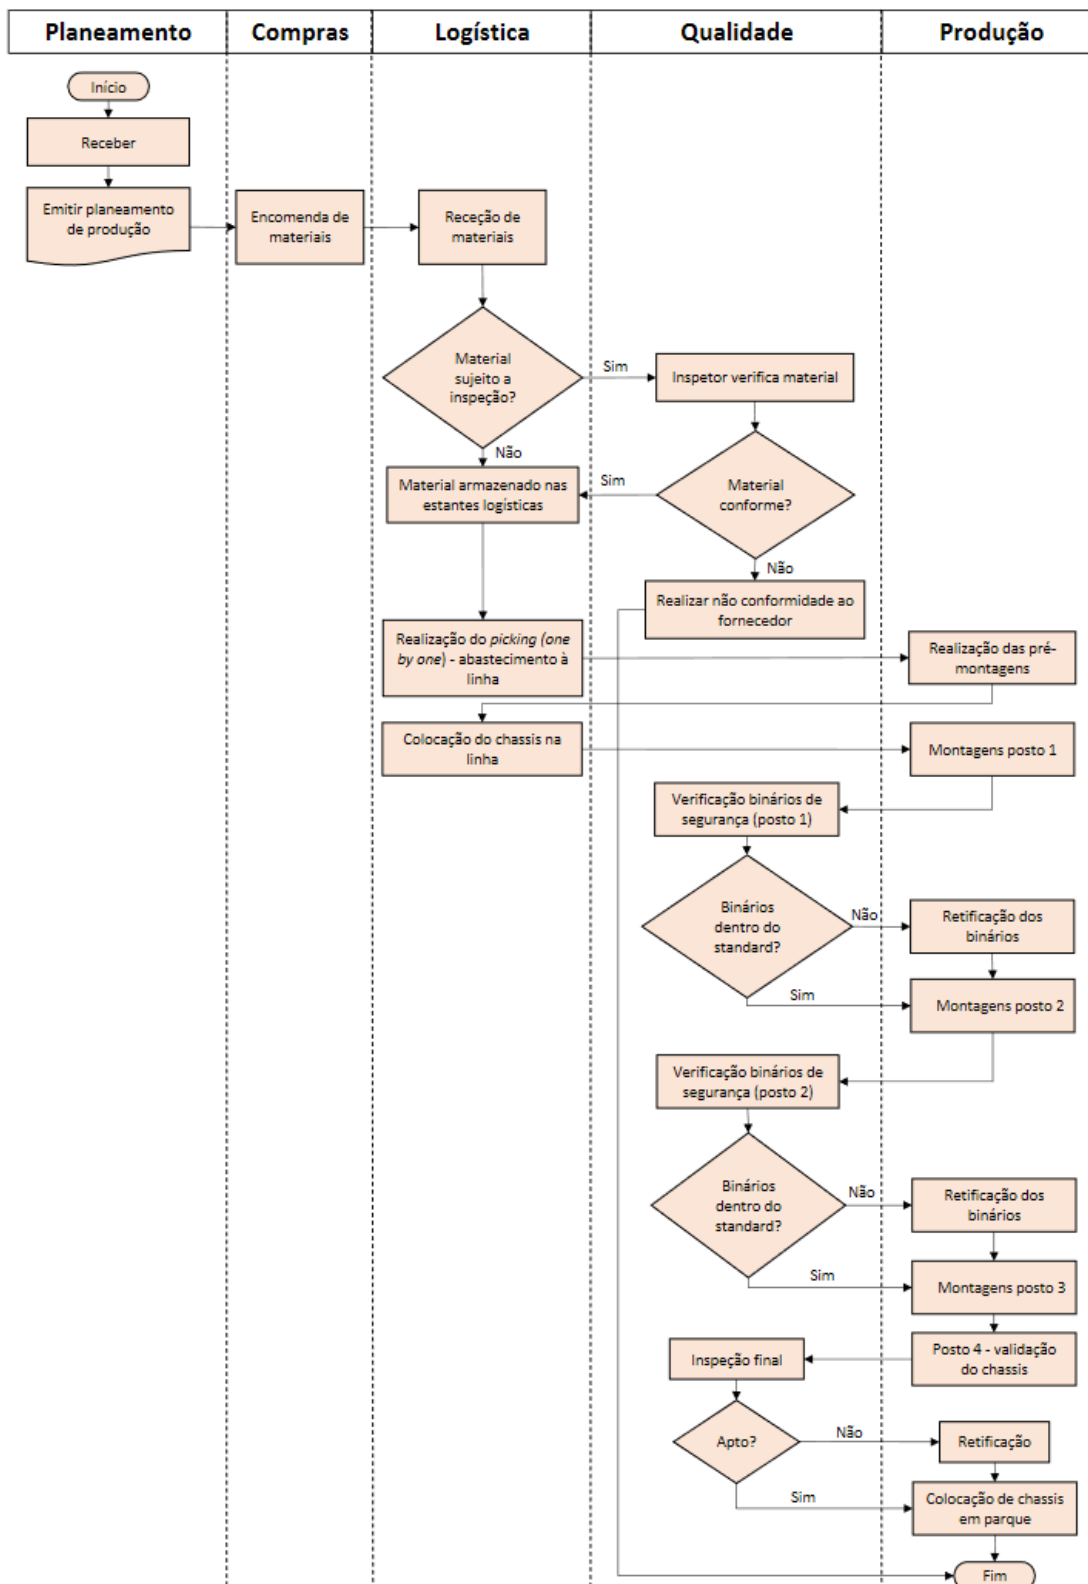 Planeamento
Compras
Logística
Qualidade
Produção
Início
Receber
Emitir planeamento
de produção
Encomenda de
materiais
Receção de
materiais
Material
sujeito a
inspeção?
Sim
Inspetor verifica material
Não
Material armazenado nas
estantes logísticas
Sim
Material
conforme?
Não
Realizar não conformidade ao
fornecedor
Realização do picking (one
by one) - abastecimento à
linha
Realização das pré-
montagens
Colocação do chassis na
linha
Montagens posto 1
Verificação binários de
segurança (posto 1)
Binários
dentro do
standard?
Não
Retificação dos
binários
Sim
Montagens posto 2
Verificação binários de
segurança (posto 2)
Binários
dentro do
standard?
Não
Retificação dos
binários
Sim
Montagens posto 3
Posto 4 - validação
do chassis
Inspeção final
Apto?
Não
Retificação
Sim
Colocação de chassis
em parque
Fim